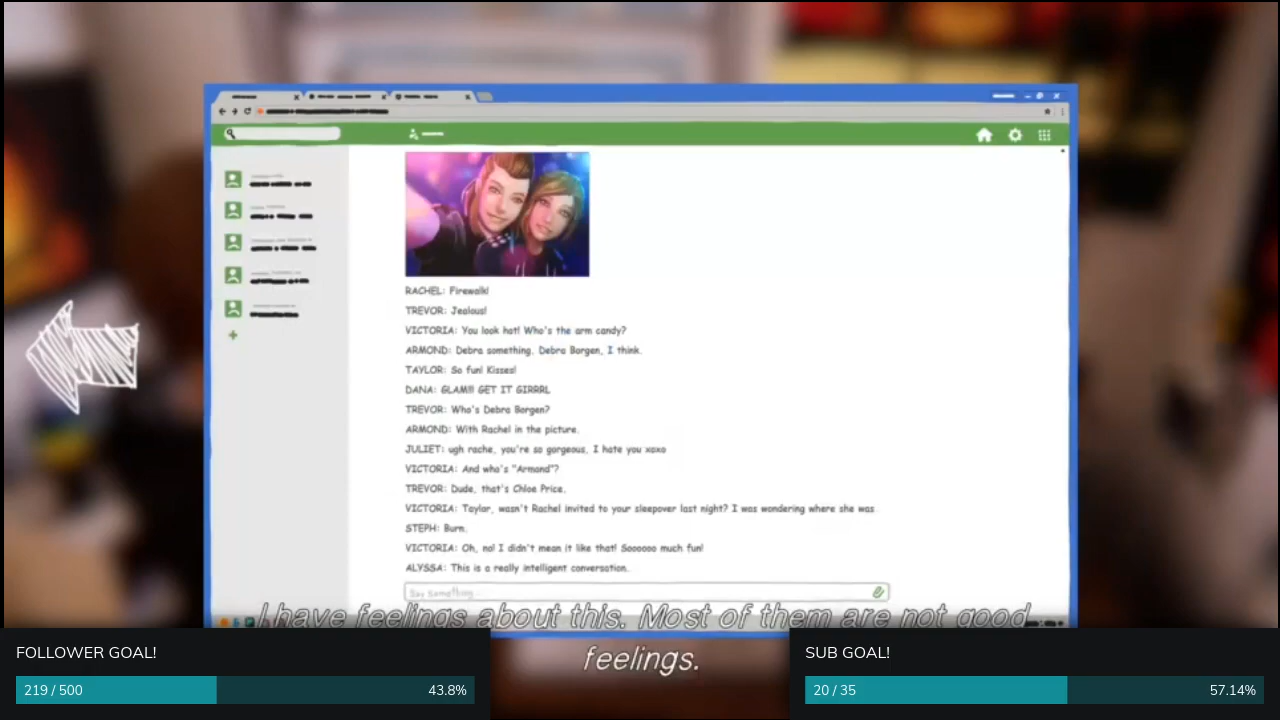 RACHEL: Firewalk!
TREVOR: Jealous!
VICTORIA: You look hot! Who's the arm candy?
ARMOND: Debra something, Debra Borgen, I think.
TAYLOR: So fun! Kisses!
DANA: GLAM!!! GET IT GIRRRL
TREVOR: Who's Debra Borgen?
ARMOND: With Rachel in the picture.
JULIET: ugh rache, you're so gorgeous, I hate you xoxo
VICTORIA: And who's "Armond"?
TREVOR: Dude, that's Chloe Price.
VICTORIA: Taylor, wasn't Rachel invited to your sleepover last night? I was wondering where she was
STEPH: Burn.
VICTORIA: Oh, no! I didn't mean it like that! Soooooo much fun!
ALYSSA: This is a really intelligent conversation.
Say something...
I have feelings about this. Most of them are not good
feelings.
FOLLOWER GOAL!
219 / 500
43.8%
SUB GOAL!
20 / 35
57.14%